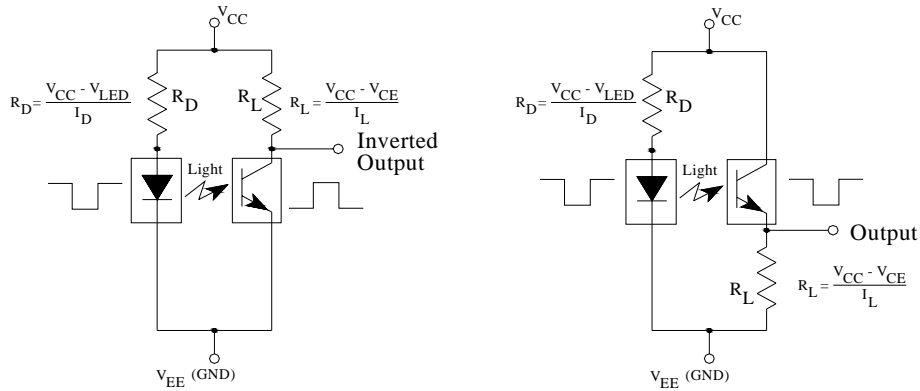 V_CC
R_D = (V_CC - V_LED) / I_D
R_D
R_L
R_L = (V_CC - V_CE) / I_L
Inverted
Output
Light
V_EE (GND)
V_CC
R_D = (V_CC - V_LED) / I_D
R_D
Light
Output
R_L
R_L = (V_CC - V_CE) / I_L
V_EE (GND)